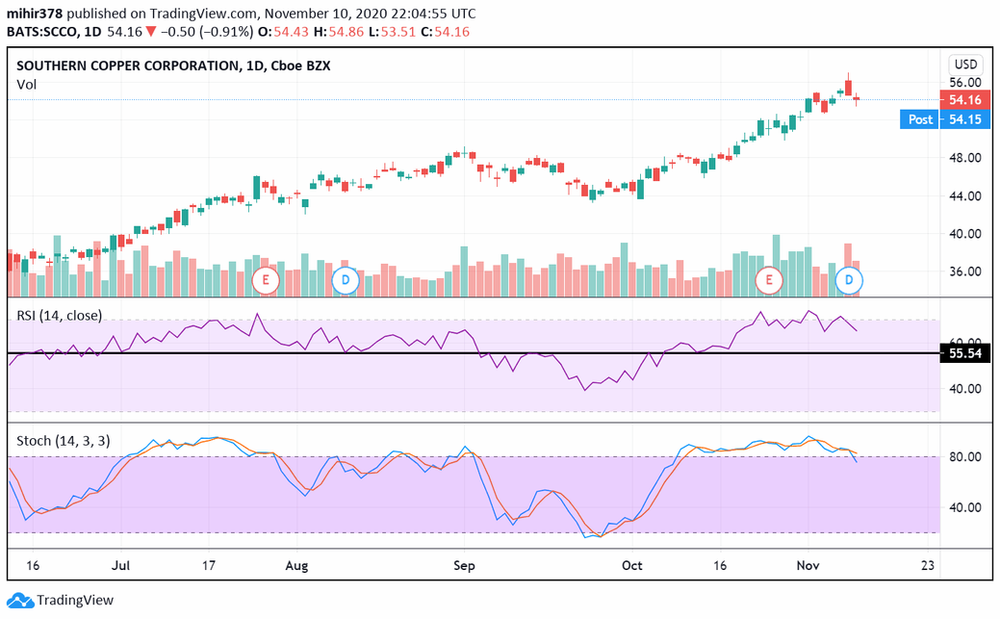 mihir378 published on TradingView.com, November 10, 2020 22:04:55 UTC
BATS:SCCO, 1D 54.16 ▼ −0.50 (−0.91%) O:54.43 H:54.86 L:53.51 C:54.16
SOUTHERN COPPER CORPORATION, 1D, Cboe BZX
USD
Vol
56.00
54.16
Post 54.15
48.00
44.00
40.00
36.00
E D E D
RSI (14, close)
60.00
55.54
40.00
Stoch (14, 3, 3)
80.00
40.00
16 Jul 17 Aug Sep Oct 16 Nov 23
TradingView